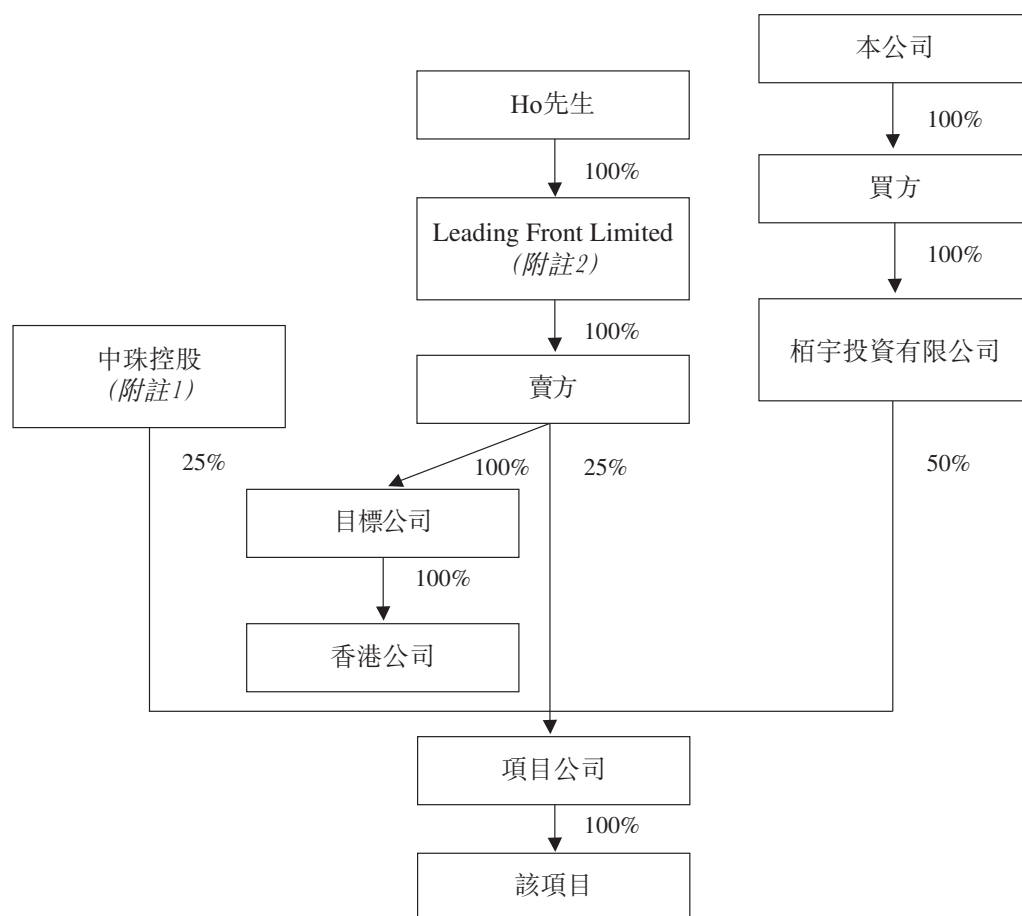 本公司
Ho先生
100%
100%
買方
Leading Front Limited
(附註2)
100%
100%
中珠控股
(附註1)
栢宇投資有限公司
賣方
25%
100%
25%
50%
目標公司
100%
香港公司
項目公司
100%
該項目